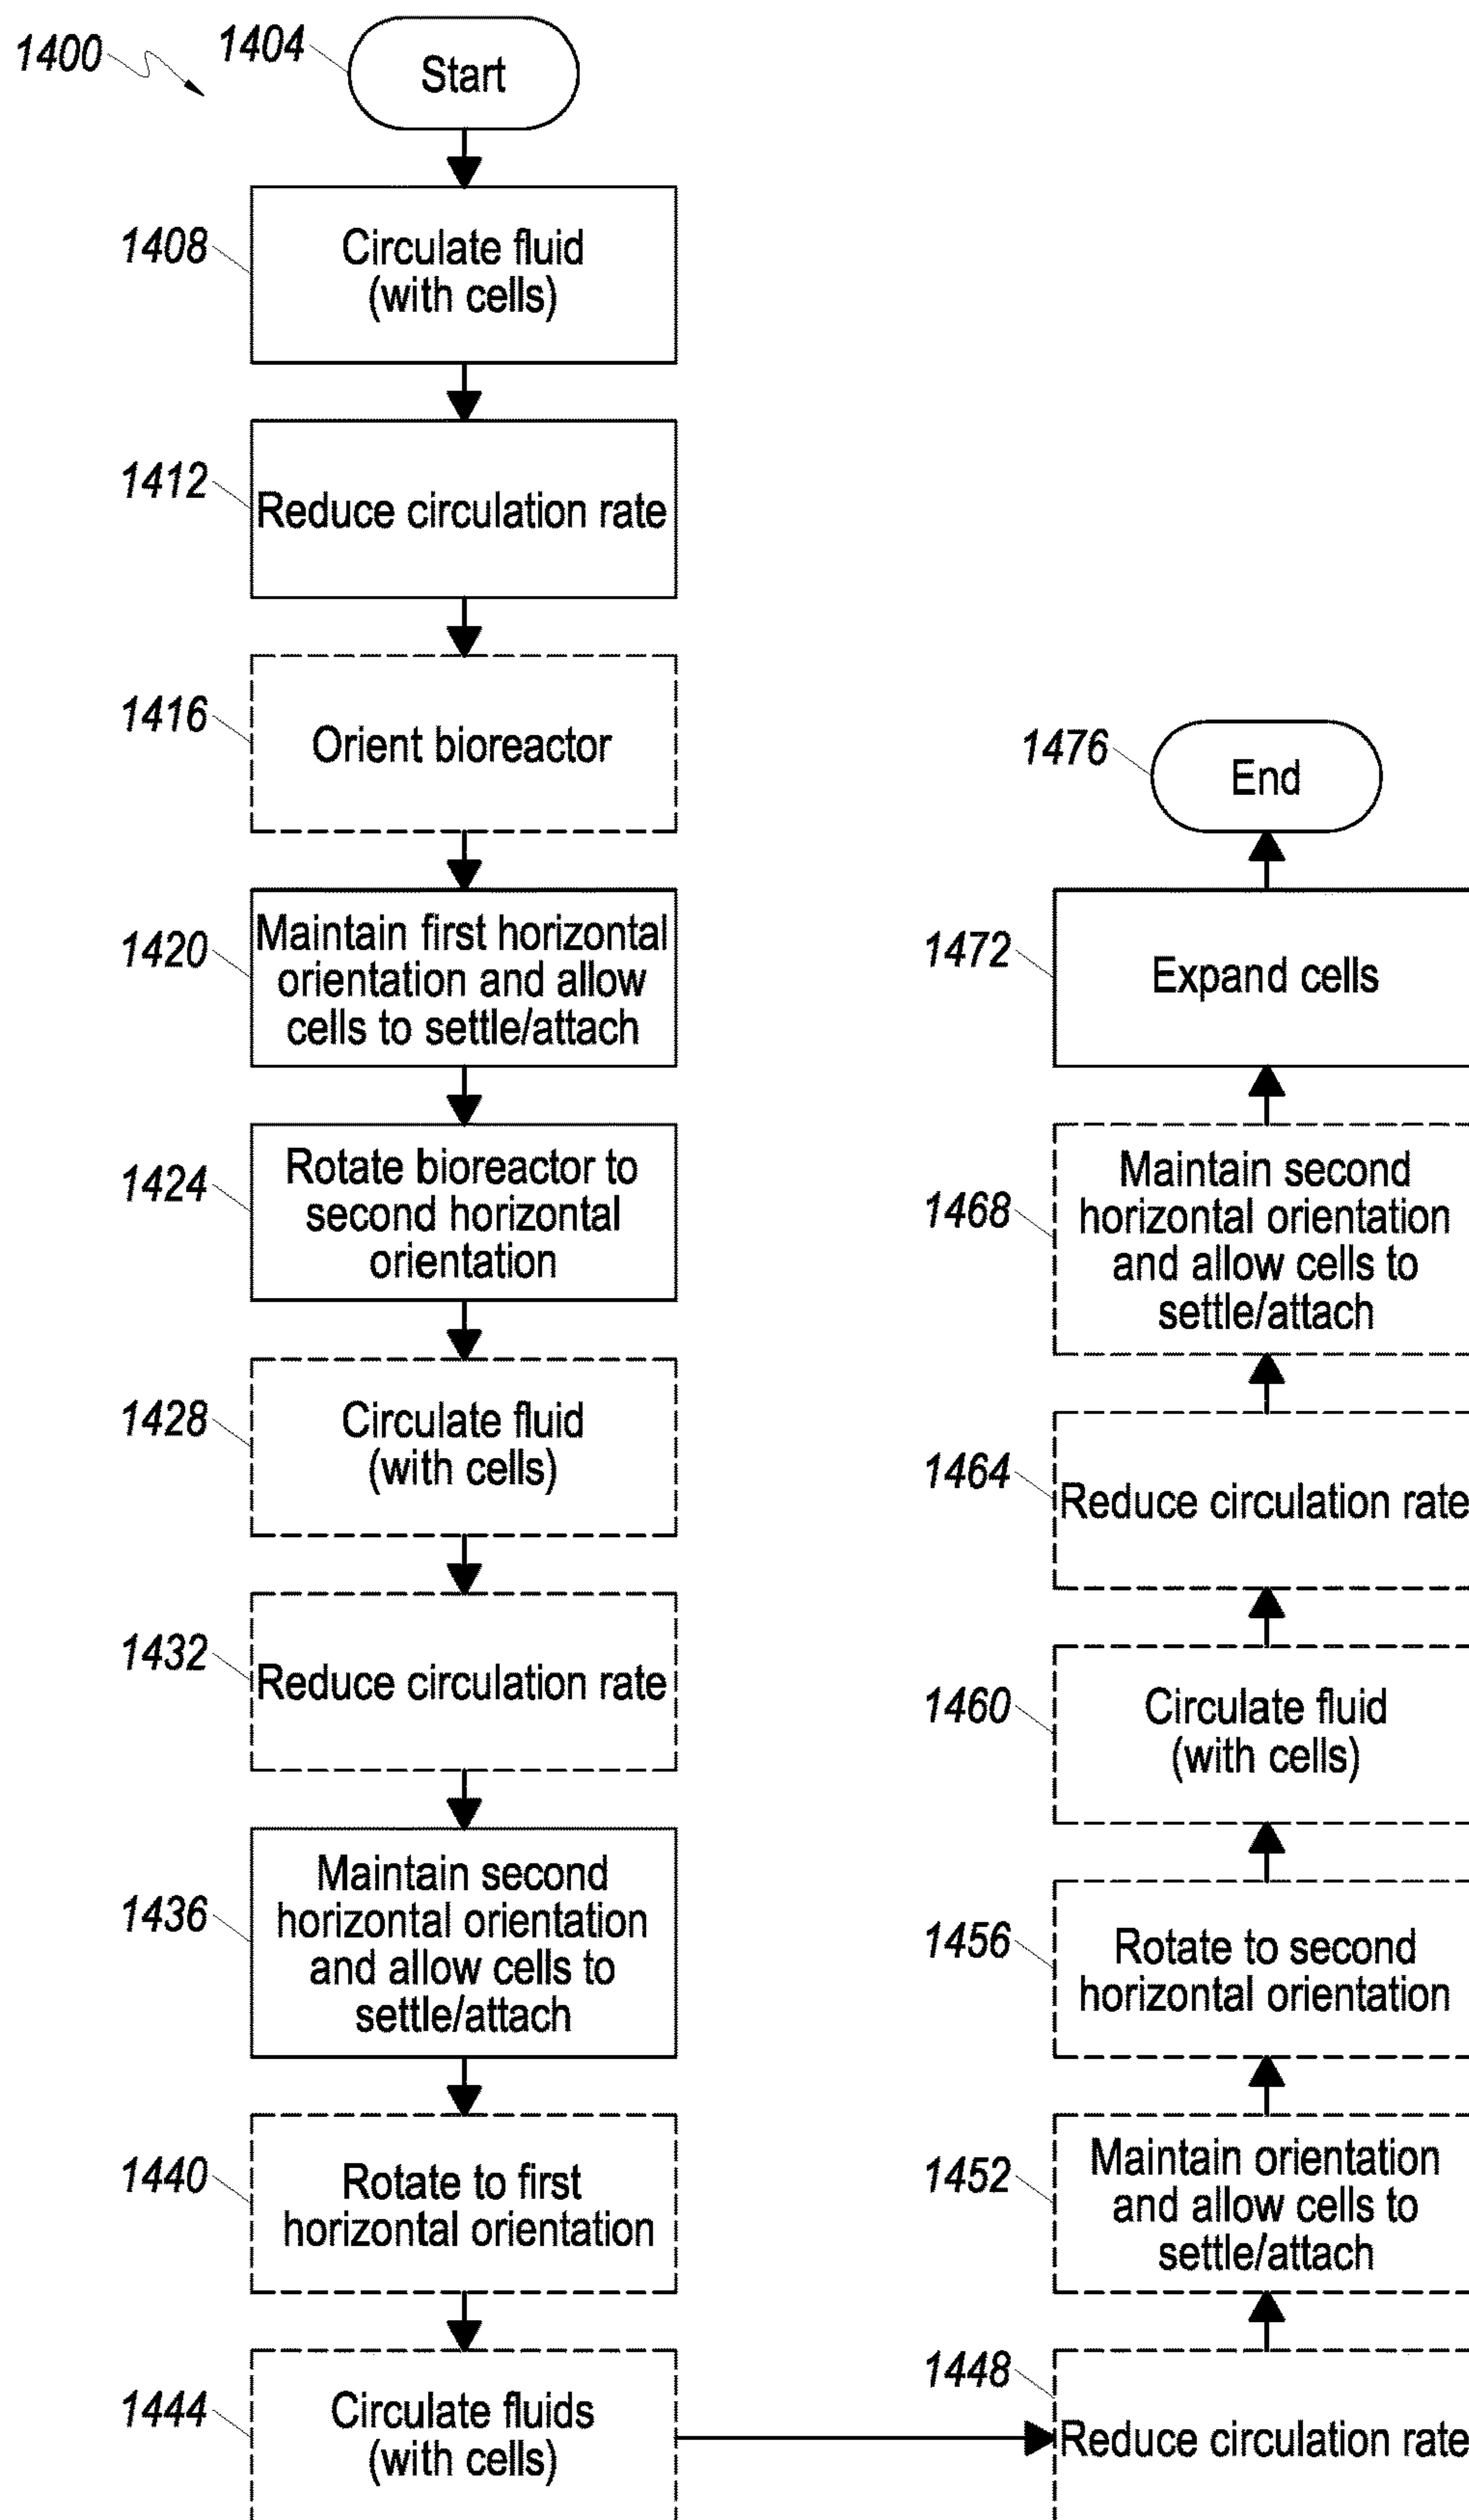 1400
1404
Start
1408
Circulate fluid
(with cells)
1412
Reduce circulation rate
1416
Orient bioreactor
1420
Maintain first horizontal
orientation and allow
cells to settle/attach
1424
Rotate bioreactor to
second horizontal
orientation
1428
Circulate fluid
(with cells)
1432
Reduce circulation rate
1436
Maintain second
horizontal orientation
and allow cells to
settle/attach
1440
Rotate to first
horizontal orientation
1444
Circulate fluids
(with cells)
1448
Reduce circulation rate
1452
Maintain orientation
and allow cells to
settle/attach
1456
Rotate to second
horizontal orientation
1460
Circulate fluid
(with cells)
1464
Reduce circulation rate
1468
Maintain second
horizontal orientation
and allow cells to
settle/attach
1472
Expand cells
1476
End